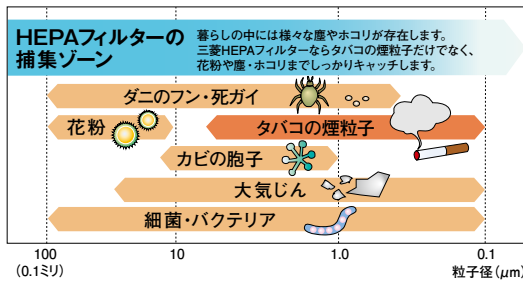 HEPAフィルターの
捕集ゾーン
暮らしの中には様々な塵やホコリが存在します。
三菱HEPAフィルターならタバコの煙粒子だけでなく、
花粉や塵・ホコリまでしっかりキャッチします。
ダニのフン・死ガイ
花粉
タバコの煙粒子
カビの胞子
大気じん
細菌・バクテリア
100 10 1.0 0.1
(0.1ミリ) 粒子径(μm)